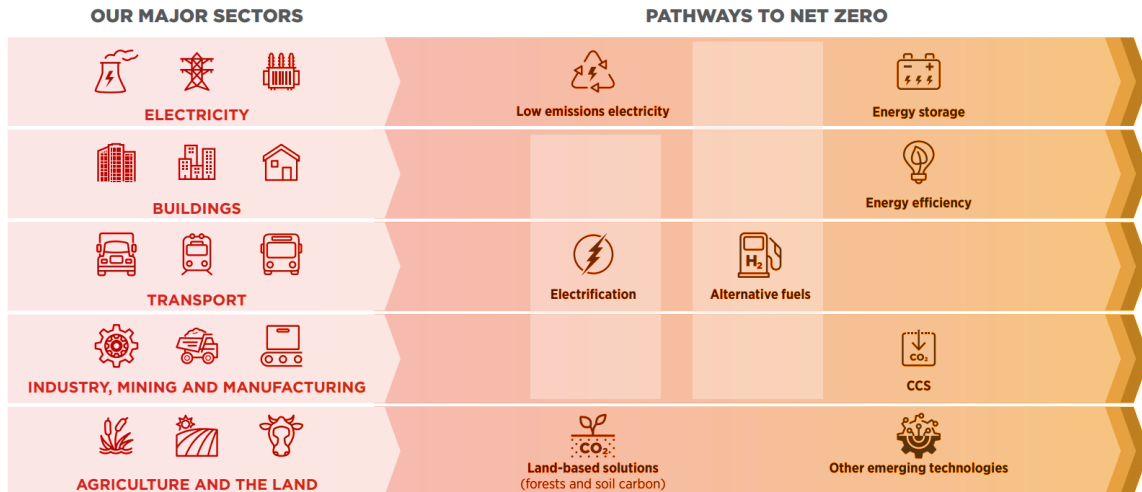 OUR MAJOR SECTORS
PATHWAYS TO NET ZERO
ELECTRICITY
Low emissions electricity
- +
Energy storage
BUILDINGS
Energy efficiency
TRANSPORT
Electrification
H₂
Alternative fuels
INDUSTRY, MINING AND MANUFACTURING
CO₂
CCS
AGRICULTURE AND THE LAND
CO₂
Land-based solutions
(forests and soil carbon)
Other emerging technologies